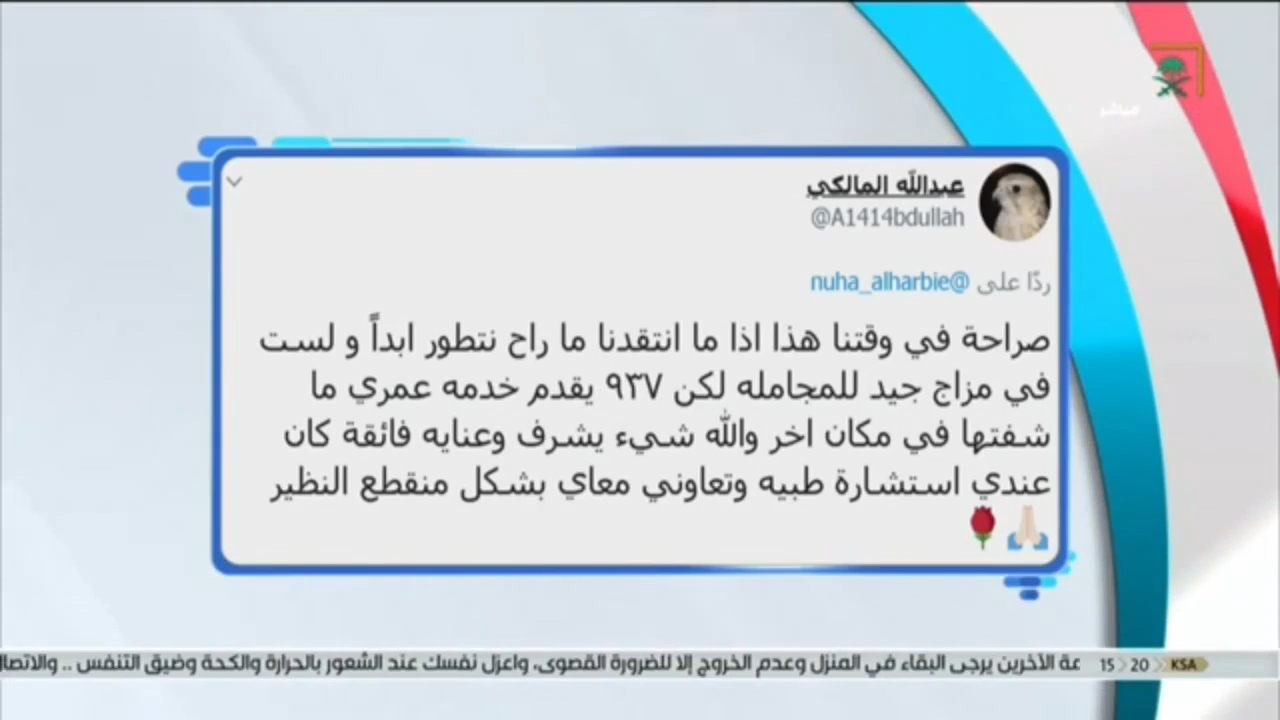 مباشر
عبدالله المالكي
@A1414bdullah
ردًا على @nuha_alharbie
صراحة في وقتنا هذا اذا ما انتقدنا ما راح نتطور ابداً و لست
في مزاج جيد للمجامله لكن ٩٣٧ يقدم خدمه عمري ما
شفتها في مكان اخر والله شيء يشرف وعنايه فائقة كان
عندي استشارة طبيه وتعاوني معاي بشكل منقطع النظير
🙏🏻🌹
KSA 20 15 عة الآخرين يرجى البقاء في المنزل وعدم الخروج إلا للضرورة القصوى، واعزل نفسك عند الشعور بالحرارة والكحة وضيق التنفس .. والاتصال